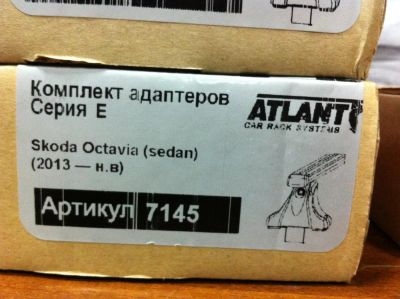 Комплект адаптеров
Серия Е
ATLANT
CAR RACK SYSTEMS
Skoda Octavia (sedan)
(2013 — н.в)
Артикул 7145